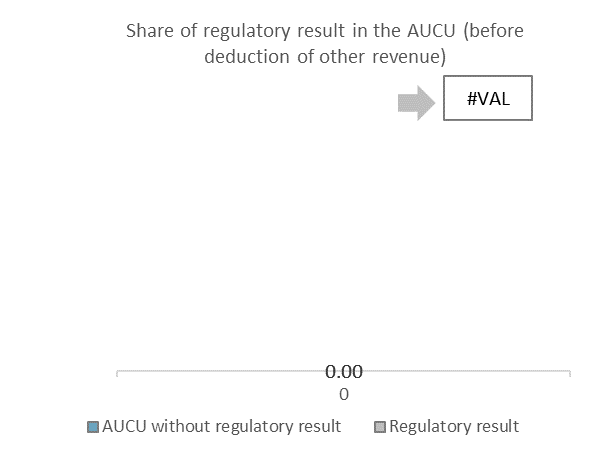 Share of regulatory result in the AUCU (before
deduction of other revenue)
#VAL
0.00
0
AUCU without regulatory result
Regulatory result